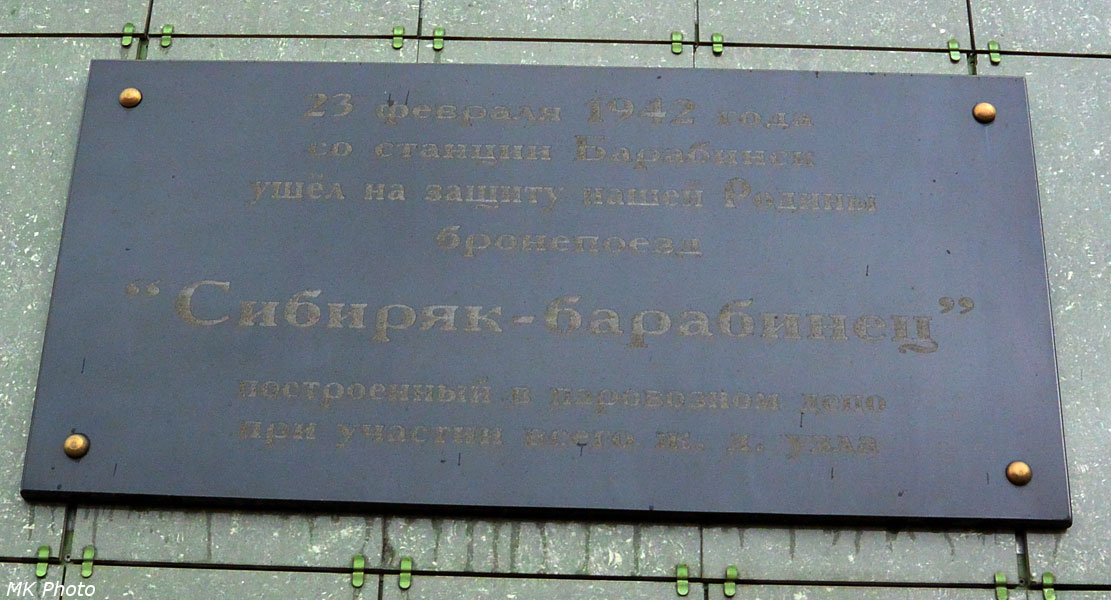 23 февраля 1942 года
со станции Барабинск
ушёл на защиту нашей Родины
бронепоезд
“Сибиряк-барабинец”
построенный в паровозном депо
при участии всего ж. д. узла
MK Photo